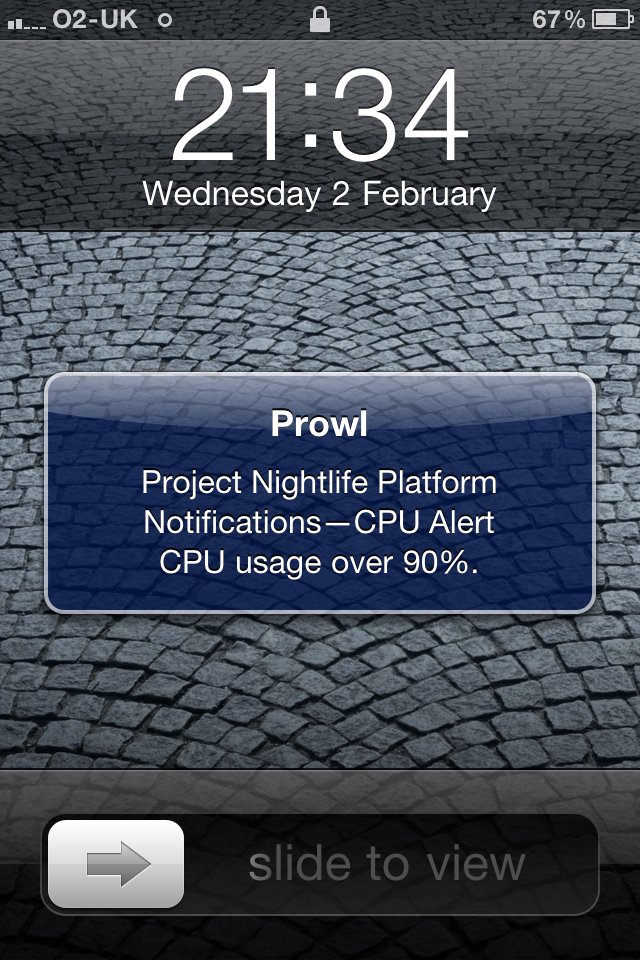 O2-UK 67%
21:34
Wednesday 2 February
Prowl
Project Nightlife Platform
Notifications—CPU Alert
CPU usage over 90%.
slide to view